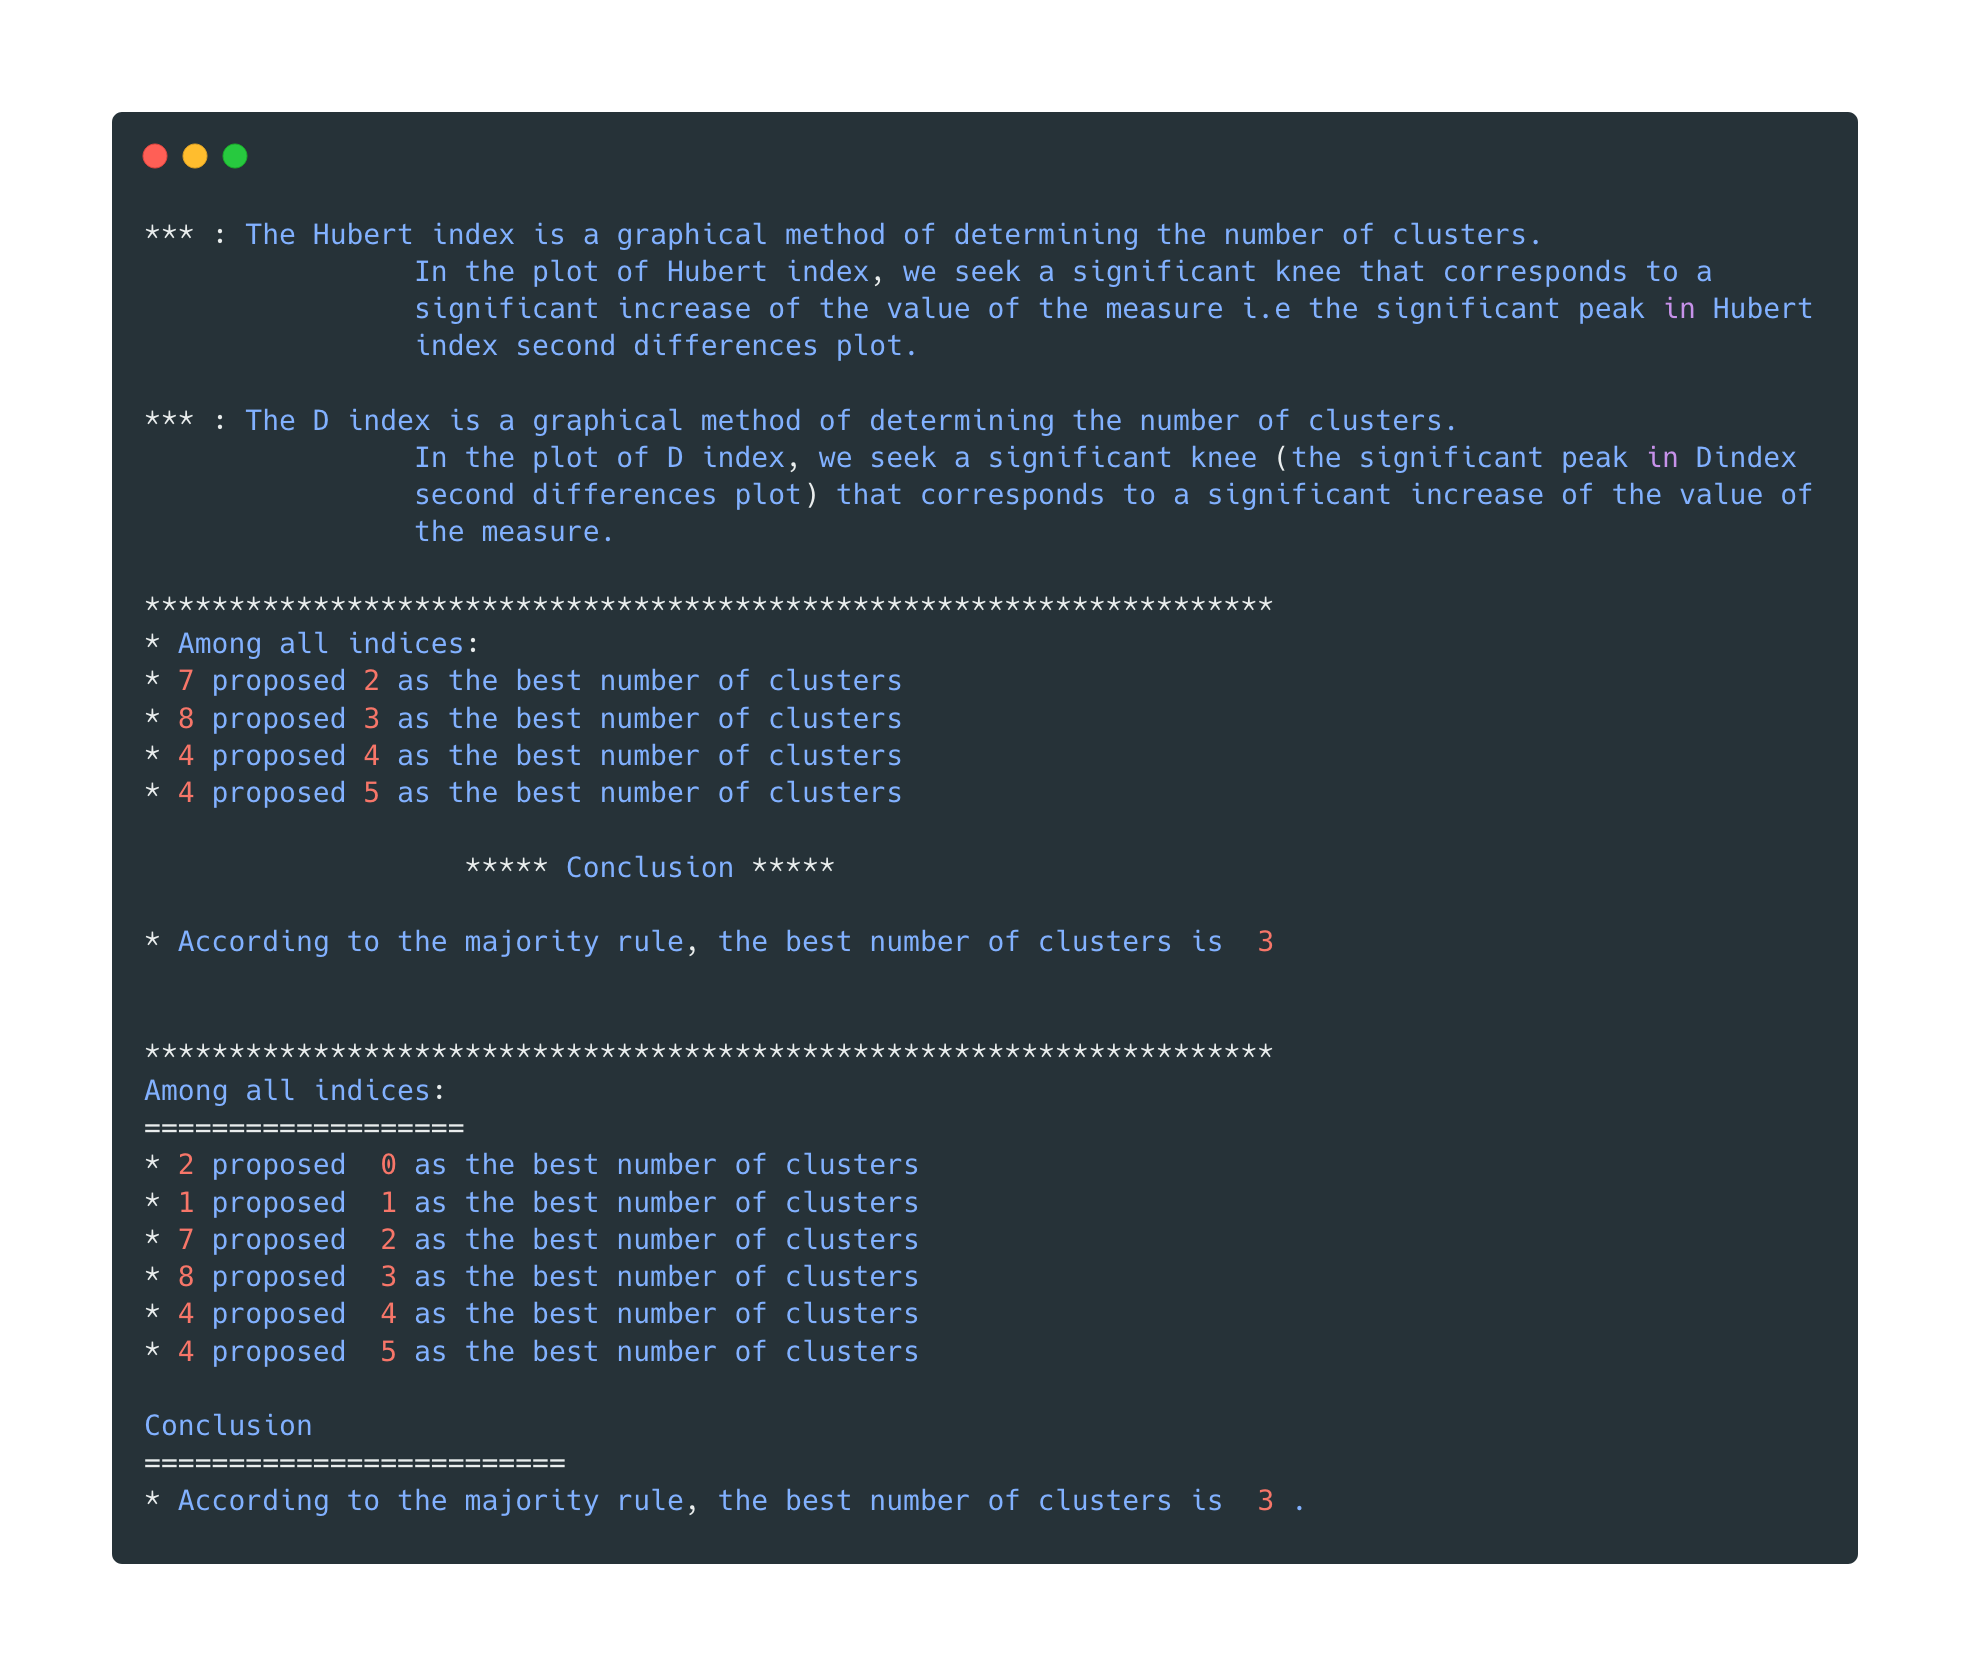 *** : The Hubert index is a graphical method of determining the number of clusters.
                In the plot of Hubert index, we seek a significant knee that corresponds to a
                significant increase of the value of the measure i.e the significant peak in Hubert
                index second differences plot.

*** : The D index is a graphical method of determining the number of clusters.
                In the plot of D index, we seek a significant knee (the significant peak in Dindex
                second differences plot) that corresponds to a significant increase of the value of
                the measure.

*******************************************************************
* Among all indices:
* 7 proposed 2 as the best number of clusters
* 8 proposed 3 as the best number of clusters
* 4 proposed 4 as the best number of clusters
* 4 proposed 5 as the best number of clusters

                   ***** Conclusion *****

* According to the majority rule, the best number of clusters is  3


*******************************************************************
Among all indices:
===================
* 2 proposed  0 as the best number of clusters
* 1 proposed  1 as the best number of clusters
* 7 proposed  2 as the best number of clusters
* 8 proposed  3 as the best number of clusters
* 4 proposed  4 as the best number of clusters
* 4 proposed  5 as the best number of clusters

Conclusion
=========================
* According to the majority rule, the best number of clusters is  3 .